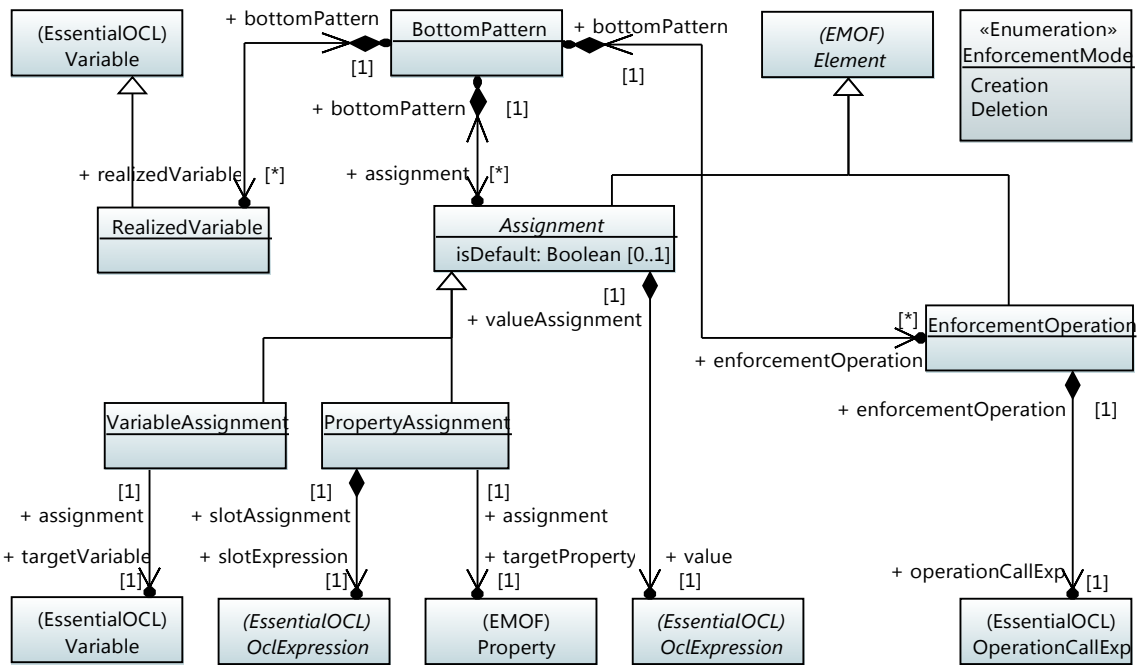 + bottomPattern
BottomPattern
+ bottomPattern
(EssentialOCL)
Variable
(EMOF)
Element
«Enumeration»
EnforcementMode
Creation
Deletion
[1]
[1]
+ bottomPattern
[1]
+ realizedVariable
[*]
+ assignment
[*]
RealizedVariable
Assignment
isDefault: Boolean [0..1]
[1]
+ valueAssignment
[*]
EnforcementOperation
+ enforcementOperation
VariableAssignment
PropertyAssignment
+ enforcementOperation
[1]
[1]
+ assignment
[1]
+ slotAssignment
[1]
+ assignment
+ targetVariable
[1]
+ slotExpression
[1]
+ targetProperty
[1]
+ value
[1]
+ operationCallExp
[1]
(EssentialOCL)
Variable
(EssentialOCL)
OclExpression
(EMOF)
Property
(EssentialOCL)
OclExpression
(EssentialOCL)
OperationCallExp